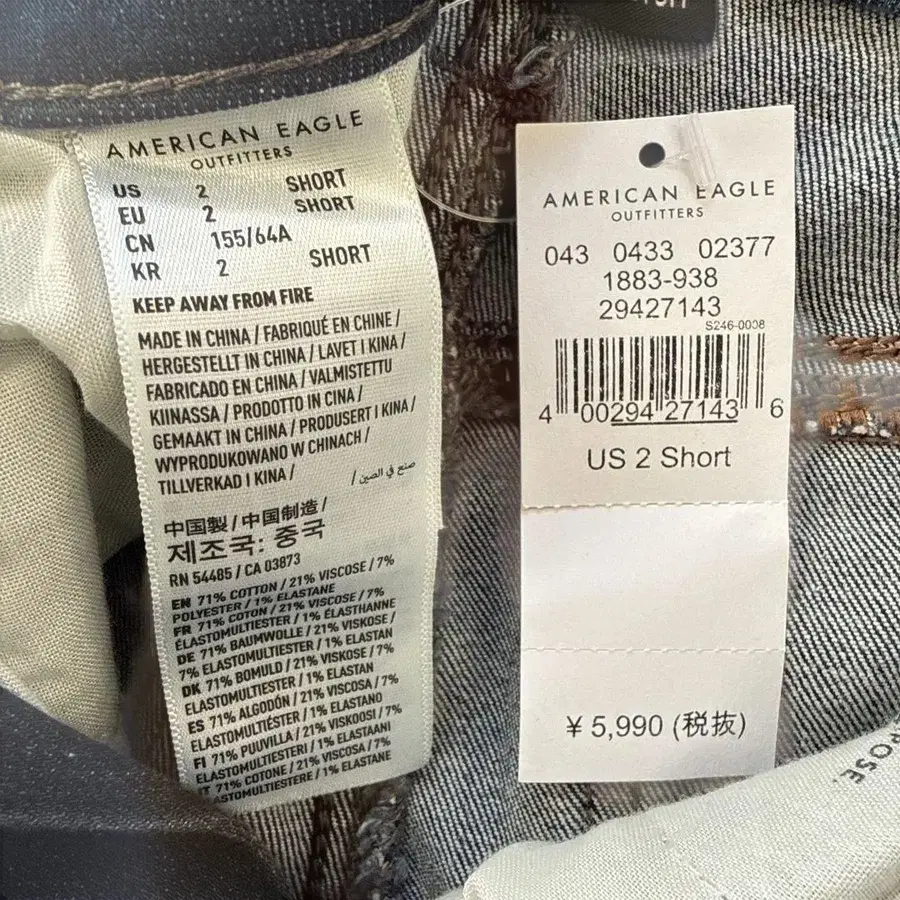 AMERICAN EAGLE
OUTFITTERS
US 2 SHORT
EU 2 SHORT
CN 155/64A
KR 2 SHORT
KEEP AWAY FROM FIRE
MADE IN CHINA / FABRIQUÉ EN CHINE /
HERGESTELLT IN CHINA / LAVET I KINA /
FABRICADO EN CHINA / VALMISTETTU
KIINASSA / PRODOTTO IN CINA /
GEMAAKT IN CHINA / PRODUSERT I KINA /
WYPRODUKOWANO W CHINACH /
TILLVERKAD I KINA /
صنع في الصين /
中国製 / 中国制造 /
제조국: 중국
RN 54485 / CA 03873
EN 71% COTTON / 21% VISCOSE / 7%
POLYESTER / 1% ELASTANE
FR 71% COTON / 21% VISCOSE / 7%
ÉLASTOMULTIESTER / 1% ÉLASTHANNE
DE 71% BAUMWOLLE / 21% VISKOSE /
7% ELASTOMULTIESTER / 1% ELASTAN
DK 71% BOMULD / 21% VISKOSE / 7%
ELASTOMULTIESTER / 1% ELASTAN
ES 71% ALGODÓN / 21% VISCOSA / 7%
ELASTOMULTIÉSTER / 1% ELASTANO
FI 71% PUUVILLA / 21% VISKOOSI / 7%
ELASTOMULTIESTERI / 1% ELASTAANI
IT 71% COTONE / 21% VISCOSA / 7%
ELASTOMULTIESTERE / 1% ELASTANE
AMERICAN EAGLE
OUTFITTERS
043 0433 02377
1883-938
29427143
S246-0008
4 00294 27143 6
US 2 Short
¥ 5,990 (税抜)
POSE.